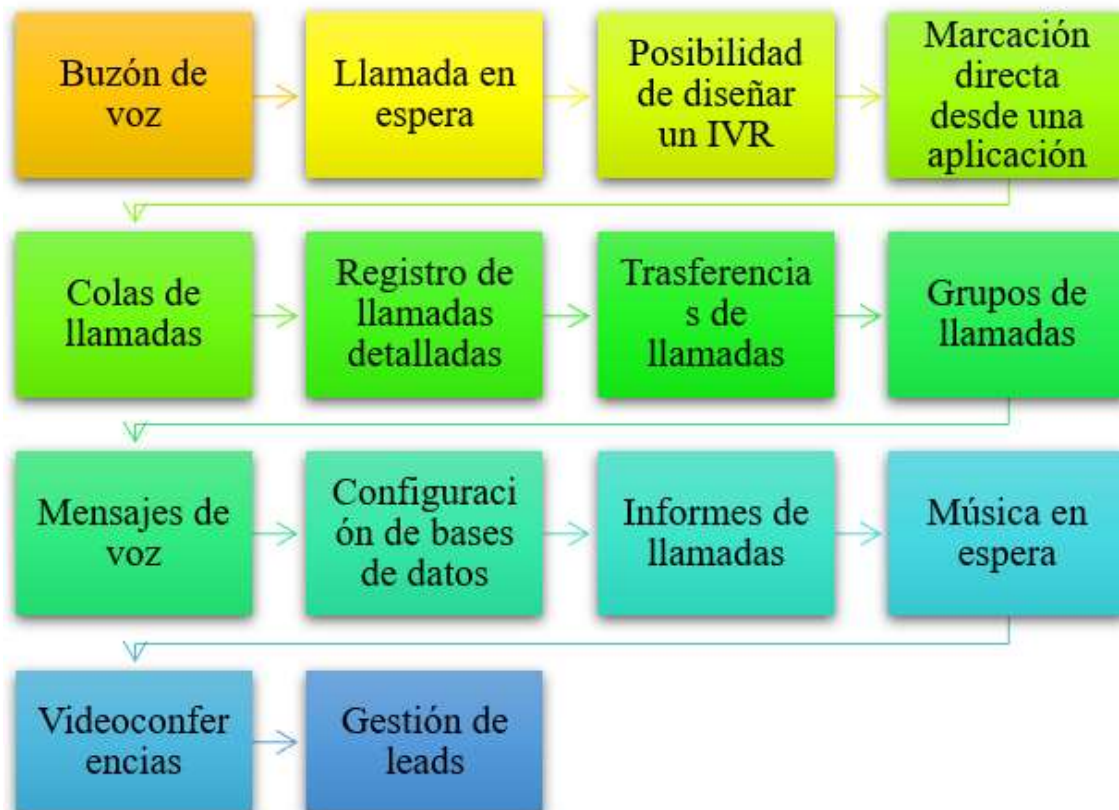 Buzón de
voz
Llamada en
espera
Posibilidad
de diseñar
un IVR
Marcación
directa
desde una
aplicación
Colas de
llamadas
Registro de
llamadas
detalladas
Trasferencia
s de
llamadas
Grupos de
llamadas
Mensajes de
voz
Configuraci
ón de bases
de datos
Informes de
llamadas
Música en
espera
Videoconfer
encias
Gestión de
leads